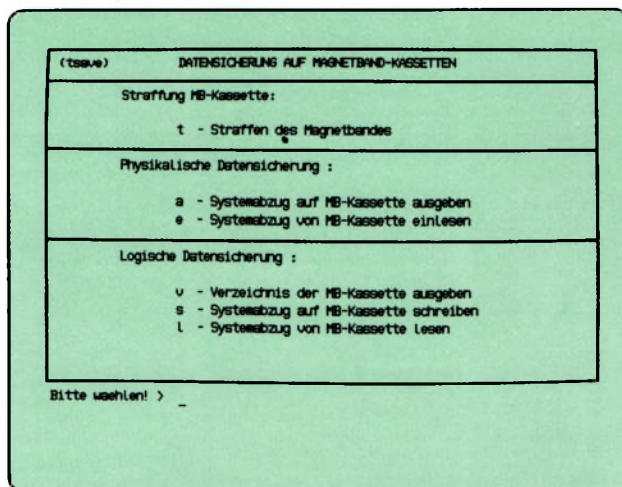 (tsave) DATENSICHERUNG AUF MAGNETBAND-KASSETTEN
Straffung MB-Kassette:
t - Straffen des Magnetbandes
Physikalische Datensicherung :
a - Systemabzug auf MB-Kassette ausgeben
e - Systemabzug von MB-Kassette einlesen
Logische Datensicherung :
v - Verzeichnis der MB-Kassette ausgeben
s - Systemabzug auf MB-Kassette schreiben
l - Systemabzug von MB-Kassette lesen
Bitte waehlen! > _